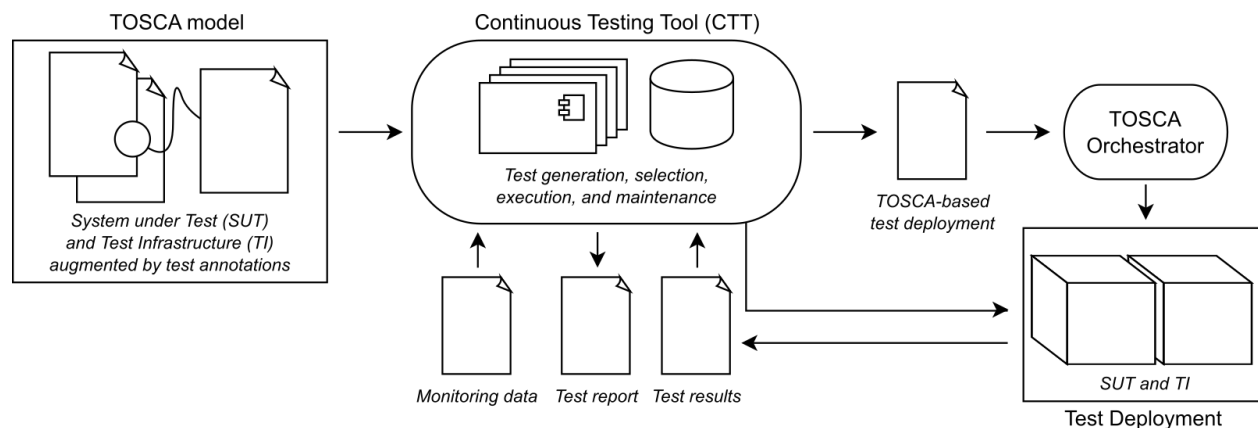 TOSCA model
System under Test (SUT)
and Test Infrastructure (TI)
augmented by test annotations
Continuous Testing Tool (CTT)
Test generation, selection,
execution, and maintenance
TOSCA-based
test deployment
TOSCA
Orchestrator
Monitoring data
Test report
Test results
SUT and TI
Test Deployment